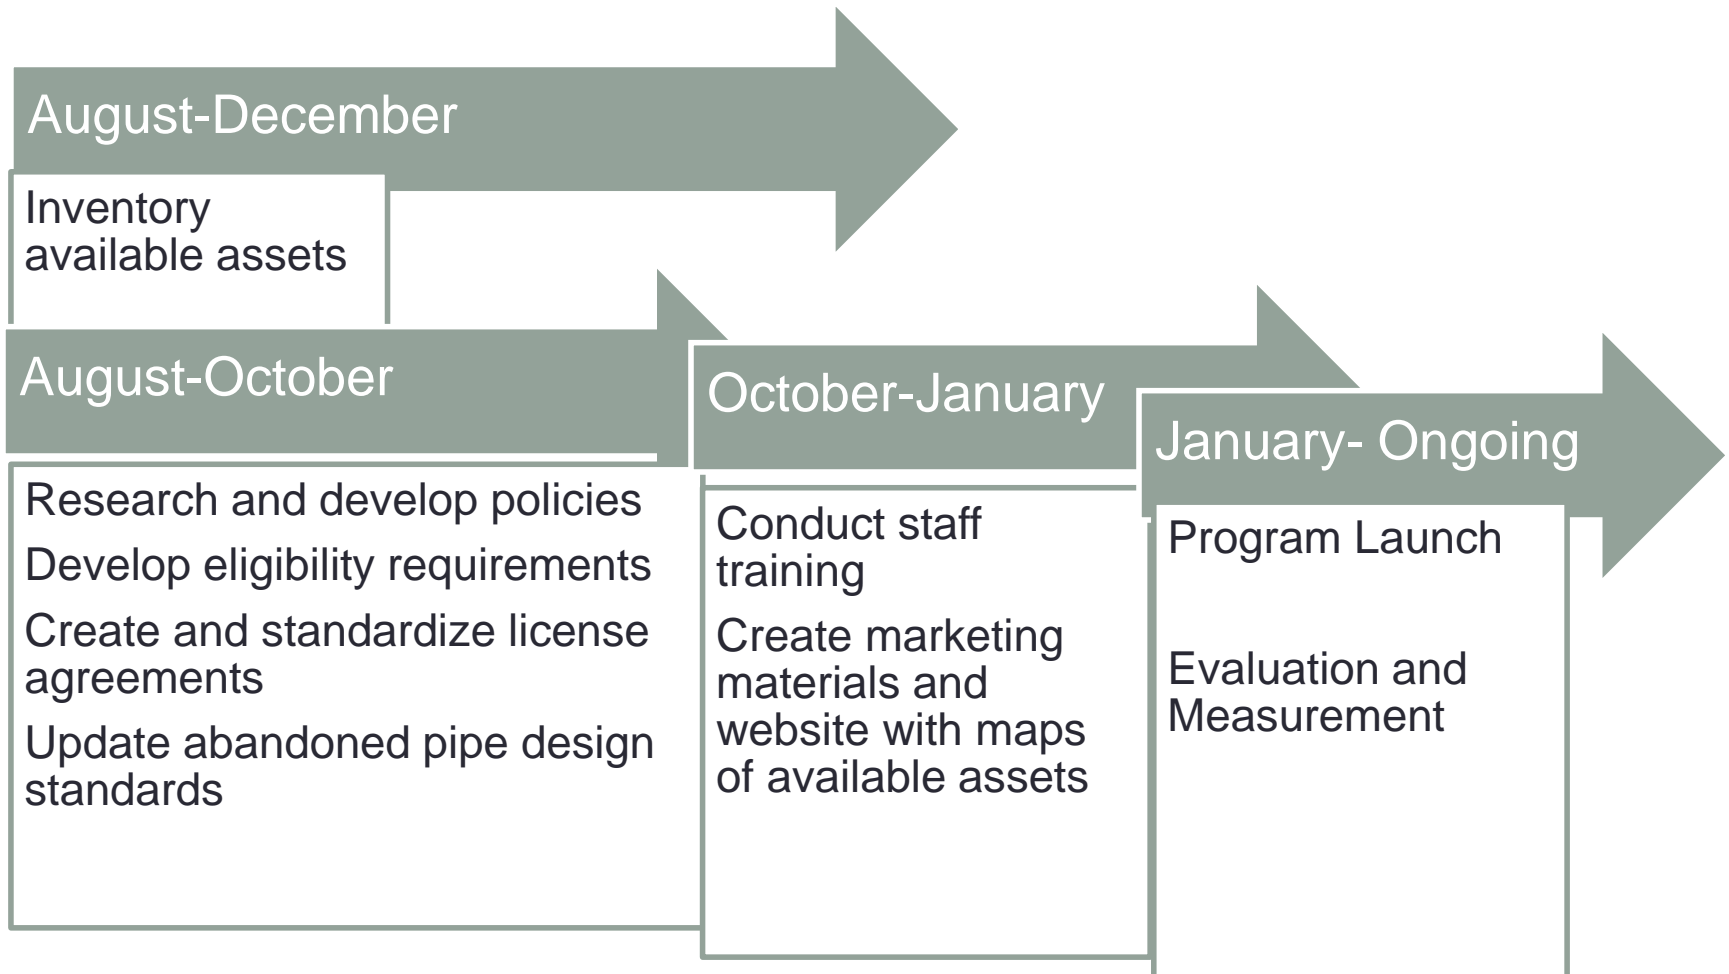 August-December
Inventory
available assets
August-October
Research and develop policies
Develop eligibility requirements
Create and standardize license
agreements
Update abandoned pipe design
standards
October-January
Conduct staff
training
Create marketing
materials and
website with maps
of available assets
January- Ongoing
Program Launch
Evaluation and
Measurement